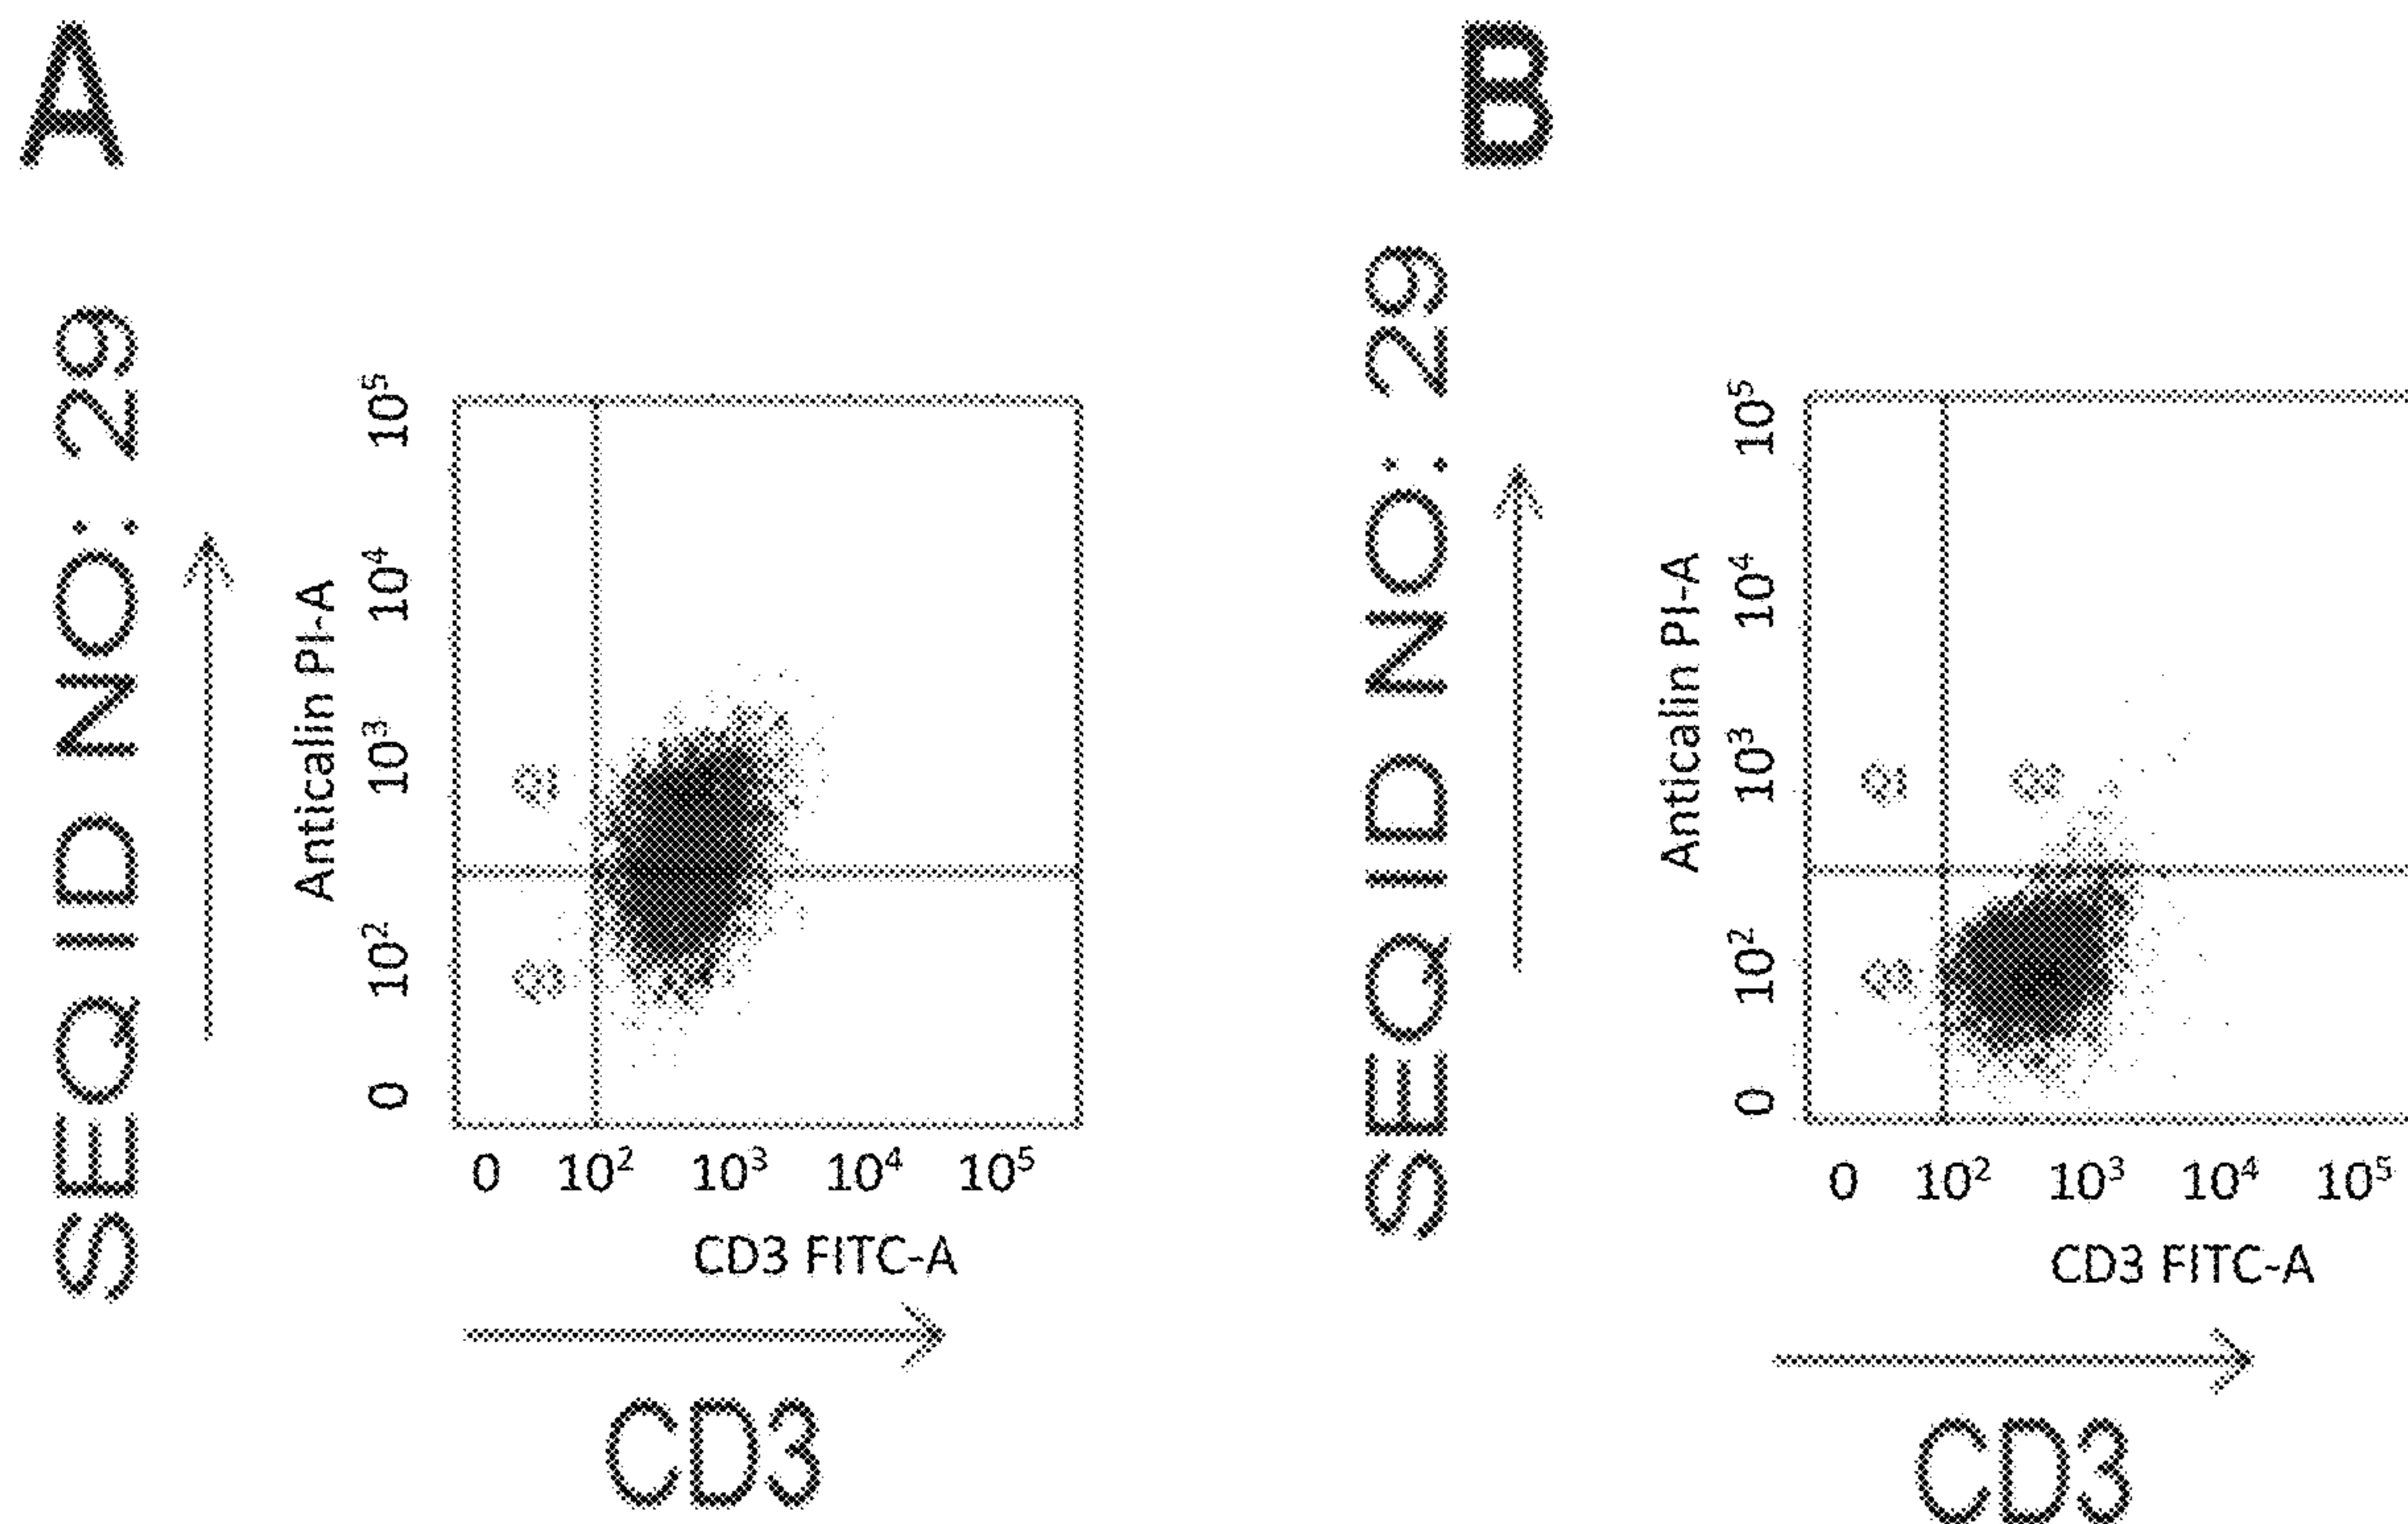 A
SEQ ID NO: 29
Anticalin PI-A
10⁵
10⁴
10³
10²
0
0 10² 10³ 10⁴ 10⁵
CD3 FITC-A
CD3
B
SEQ ID NO: 29
Anticalin PI-A
10⁵
10⁴
10³
10²
0
0 10² 10³ 10⁴ 10⁵
CD3 FITC-A
CD3